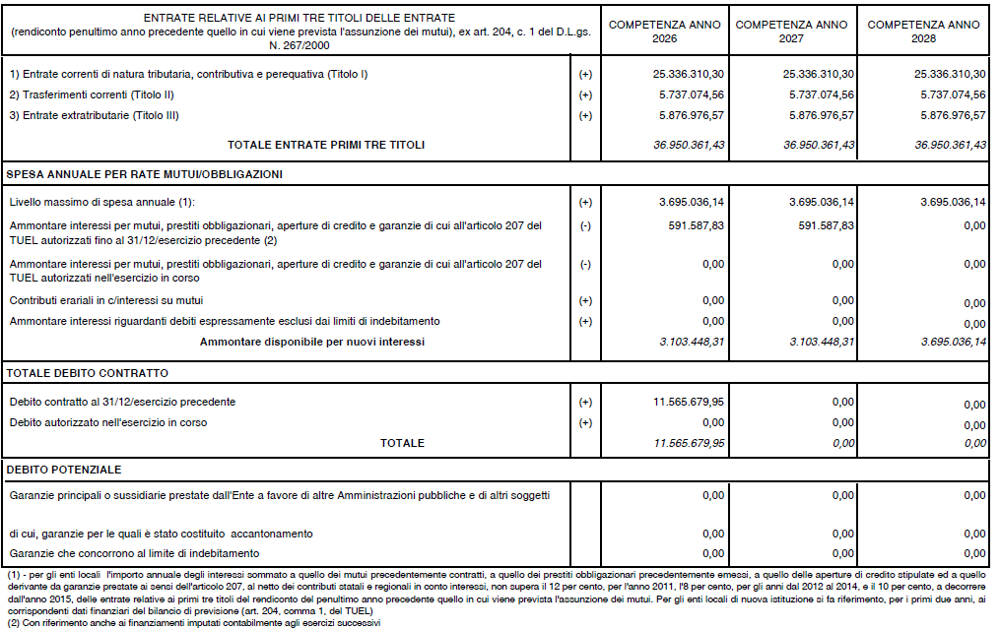 ENTRATE RELATIVE AI PRIMI TRE TITOLI DELLE ENTRATE
(rendiconto penultimo anno precedente quello in cui viene prevista l'assunzione dei mutui), ex art. 204, c. 1 del D.L.gs.
N. 267/2000
COMPETENZA ANNO
2026
COMPETENZA ANNO
2027
COMPETENZA ANNO
2028
1) Entrate correnti di natura tributaria, contributiva e perequativa (Titolo I) (+) 25.336.310,30 25.336.310,30 25.336.310,30
2) Trasferimenti correnti (Titolo II) (+) 5.737.074,56 5.737.074,56 5.737.074,56
3) Entrate extratributarie (Titolo III) (+) 5.876.976,57 5.876.976,57 5.876.976,57
TOTALE ENTRATE PRIMI TRE TITOLI 36.950.361,43 36.950.361,43 36.950.361,43
SPESA ANNUALE PER RATE MUTUI/OBBLIGAZIONI
Livello massimo di spesa annuale (1): (+) 3.695.036,14 3.695.036,14 3.695.036,14
Ammontare interessi per mutui, prestiti obbligazionari, aperture di credito e garanzie di cui all'articolo 207 del (-) 591.587,83 591.587,83 0,00
TUEL autorizzati fino al 31/12/esercizio precedente (2)
Ammontare interessi per mutui, prestiti obbligazionari, aperture di credito e garanzie di cui all'articolo 207 del (-) 0,00 0,00 0,00
TUEL autorizzati nell'esercizio in corso
Contributi erariali in c/interessi su mutui (+) 0,00 0,00 0,00
Ammontare interessi riguardanti debiti espressamente esclusi dai limiti di indebitamento (+) 0,00 0,00 0,00
Ammontare disponibile per nuovi interessi 3.103.448,31 3.103.448,31 3.695.036,14
TOTALE DEBITO CONTRATTO
Debito contratto al 31/12/esercizio precedente (+) 11.565.679,95 0,00 0,00
Debito autorizzato nell'esercizio in corso (+) 0,00 0,00 0,00
TOTALE 11.565.679,95 0,00 0,00
DEBITO POTENZIALE
Garanzie principali o sussidiarie prestate dall'Ente a favore di altre Amministrazioni pubbliche e di altri soggetti 0,00 0,00 0,00
di cui, garanzie per le quali è stato costituito accantonamento 0,00 0,00 0,00
Garanzie che concorrono al limite di indebitamento 0,00 0,00 0,00
(1) - per gli enti locali l'importo annuale degli interessi sommato a quello dei mutui precedentemente contratti, a quello dei prestiti obbligazionari precedentemente emessi, a quello delle aperture di credito stipulate ed a quello
derivante da garanzie prestate ai sensi dell'articolo 207, al netto dei contributi statali e regionali in conto interessi, non supera il 12 per cento, per l'anno 2011, l'8 per cento, per gli anni dal 2012 al 2014, e il 10 per cento, a decorrere
dall'anno 2015, delle entrate relative ai primi tre titoli del rendiconto del penultimo anno precedente quello in cui viene prevista l'assunzione dei mutui. Per gli enti locali di nuova istituzione si fa riferimento, per i primi due anni, ai
corrispondenti dati finanziari del bilancio di previsione (art. 204, comma 1, del TUEL)
(2) Con riferimento anche ai finanziamenti imputati contabilmente agli esercizi successivi